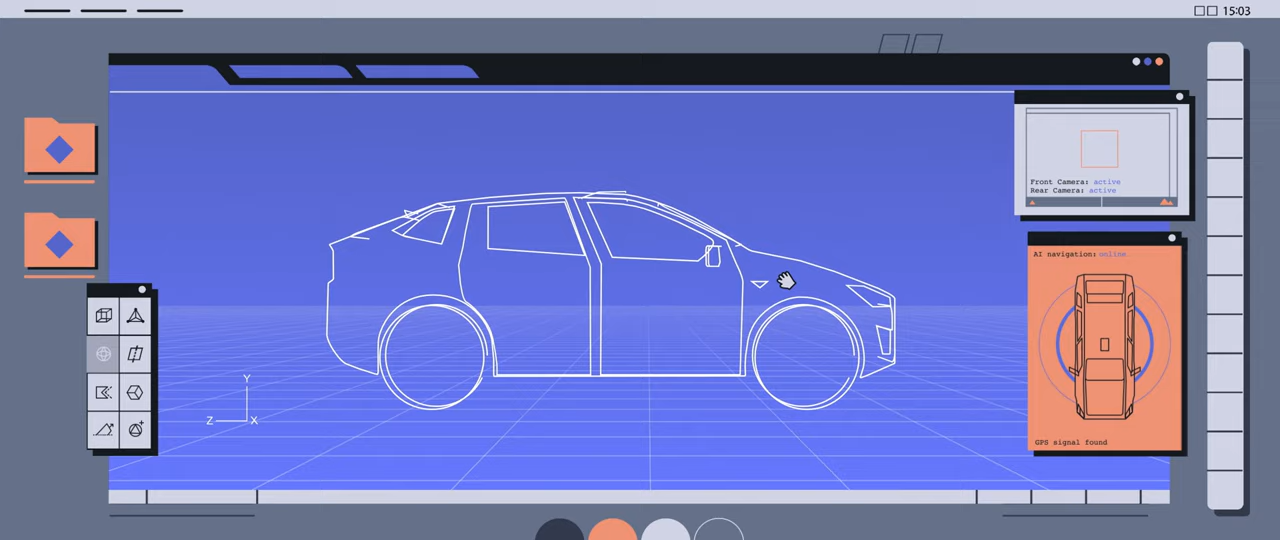 15:03
Front Camera: active
Rear Camera: active
AI navigation: online
GPS signal found
Y
Z
X